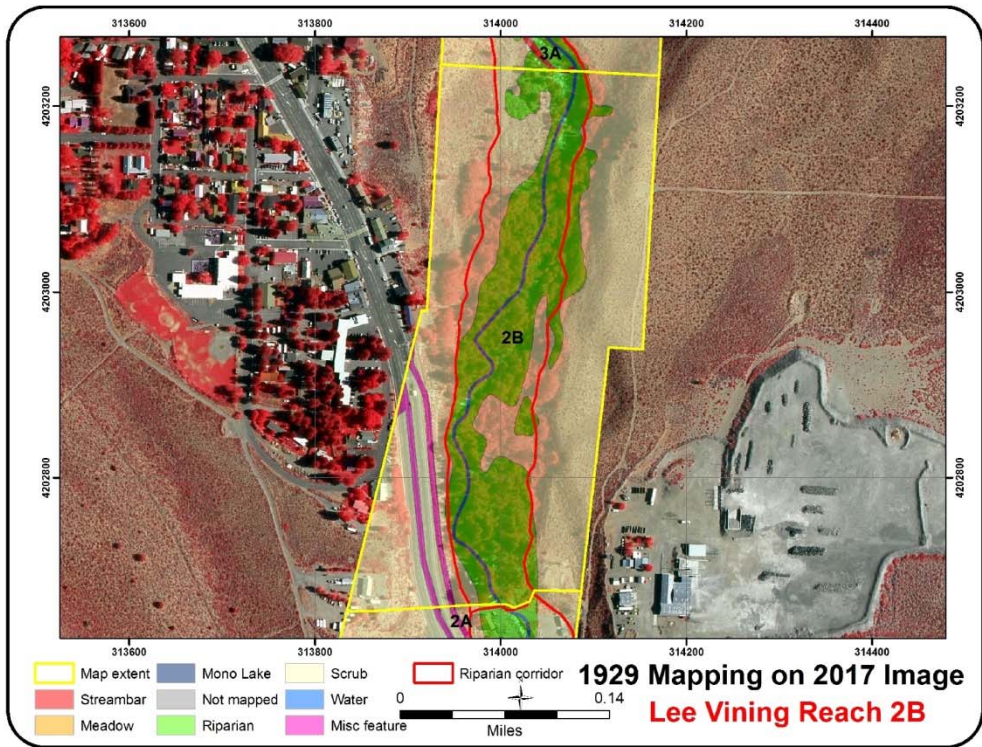 313600 313800 314000 314200 314400
4203200 4203200
4203000 4203000
4202800 4202800
3A
2B
2A
313600 313800 314000 314200 314400
Map extent Mono Lake Scrub Riparian corridor
Streambar Not mapped Water
Meadow Riparian Misc feature
0 0.14
Miles
1929 Mapping on 2017 Image
Lee Vining Reach 2B